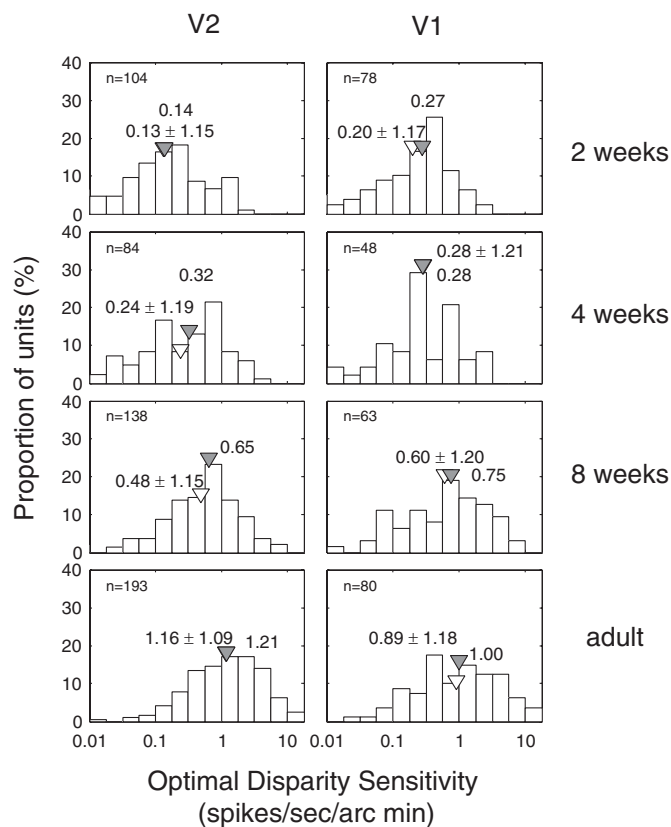 V2 V1
40
30
20
10
0
n=104
0.14
0.13 ± 1.15
n=78
0.27
0.20 ± 1.17
2 weeks
40
30
20
10
0
n=84
0.32
0.24 ± 1.19
n=48
0.28 ± 1.21
0.28
4 weeks
40
30
20
10
0
n=138
0.65
0.48 ± 1.15
n=63
0.60 ± 1.20
0.75
8 weeks
40
30
20
10
0
n=193
1.16 ± 1.09
1.21
n=80
0.89 ± 1.18
1.00
adult
0.01 0.1 1 10 0.01 0.1 1 10
Proportion of units (%)
Optimal Disparity Sensitivity
(spikes/sec/arc min)